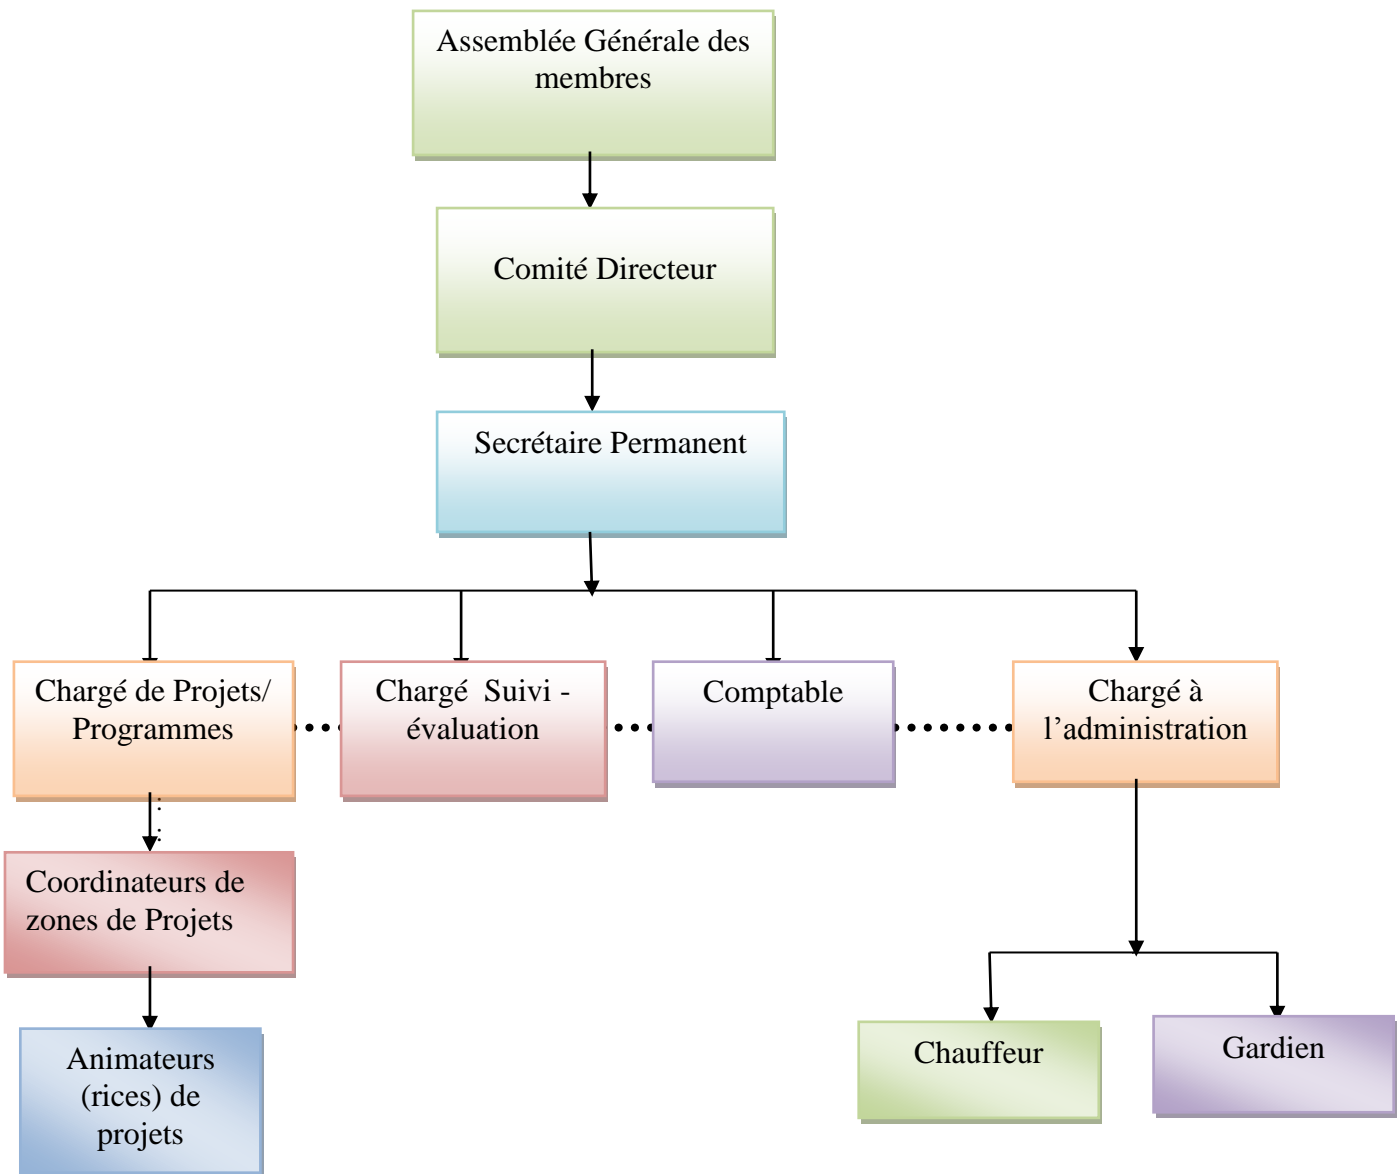 Assemblée Générale des
membres
Comité Directeur
Secrétaire Permanent
Chargé de Projets/
Programmes
Chargé  Suivi -
évaluation
Comptable
Chargé à
l’administration
Coordinateurs de
zones de Projets
Animateurs
(rices) de
projets
Chauffeur
Gardien